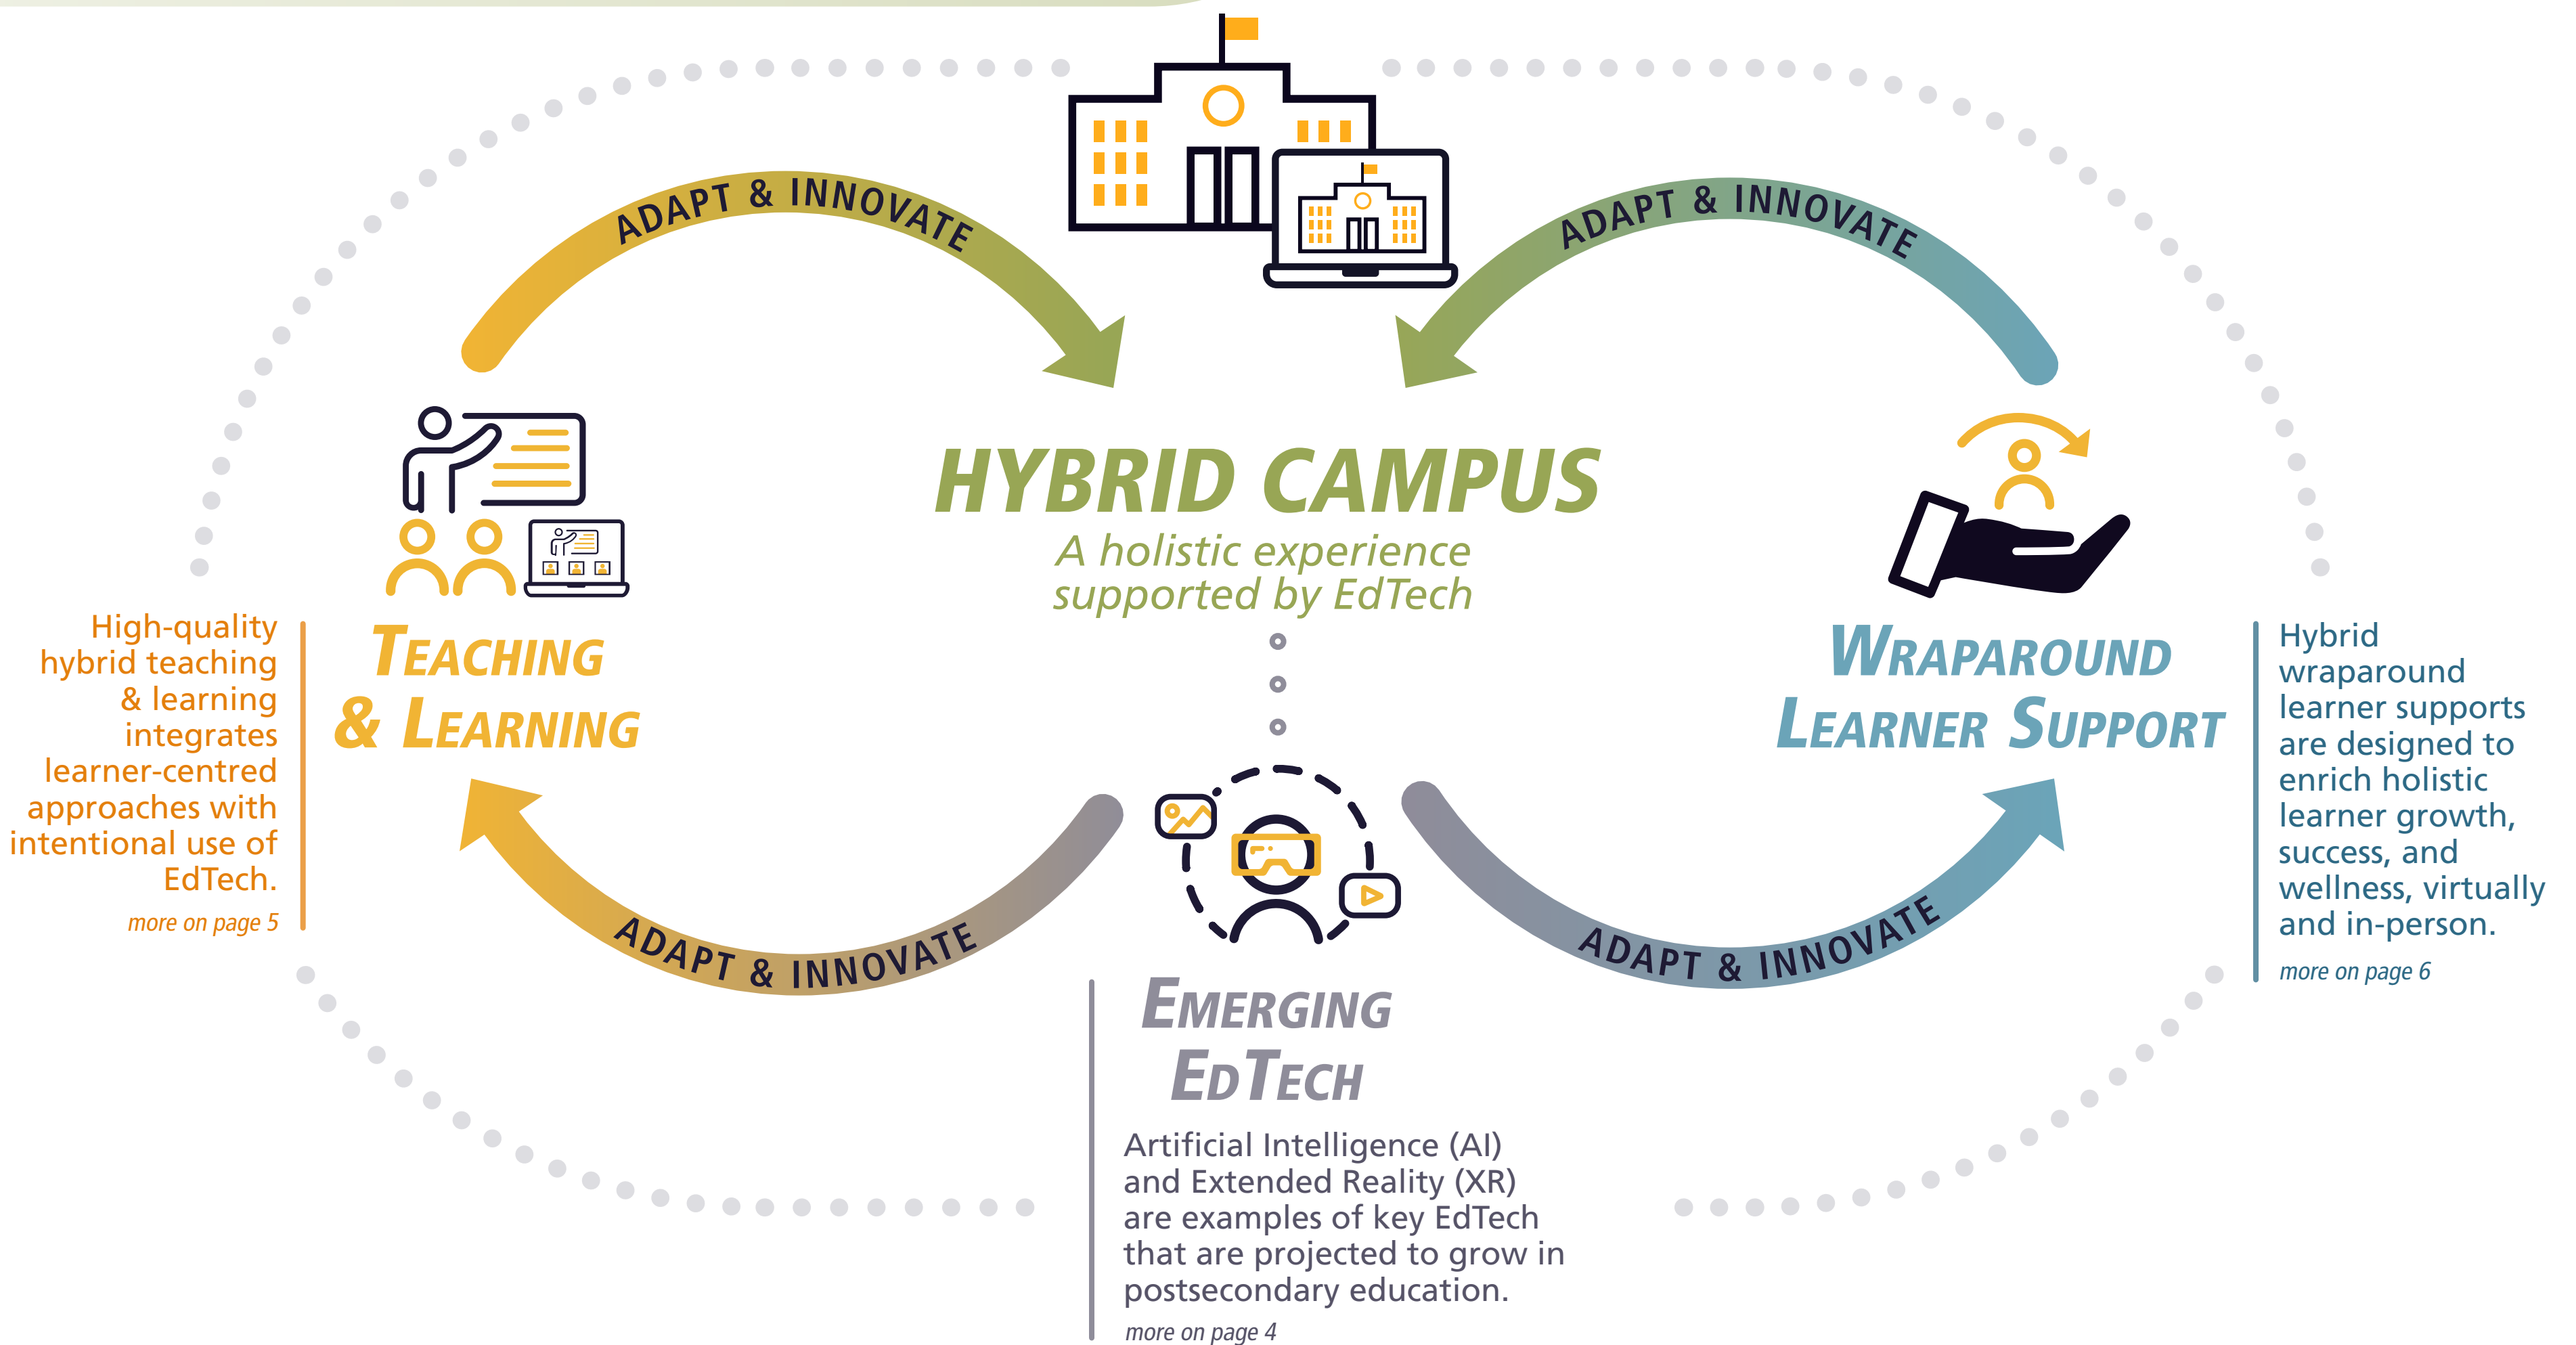 ADAPT & INNOVATE
ADAPT & INNOVATE
HYBRID CAMPUS
A holistic experience
supported by EdTech
TEACHING
& LEARNING
High-quality
hybrid teaching
& learning
integrates
learner-centred
approaches with
intentional use of
EdTech.
more on page 5
WRAPAROUND
LEARNER SUPPORT
Hybrid
wraparound
learner supports
are designed to
enrich holistic
learner growth,
success, and
wellness, virtually
and in-person.
more on page 6
ADAPT & INNOVATE
ADAPT & INNOVATE
EMERGING
EDTECH
Artificial Intelligence (AI)
and Extended Reality (XR)
are examples of key EdTech
that are projected to grow in
postsecondary education.
more on page 4